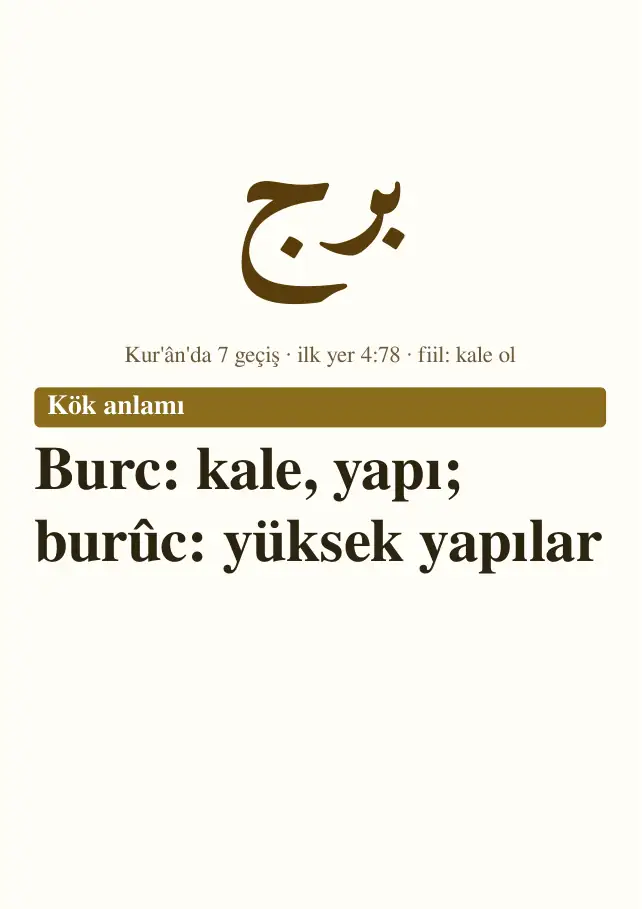 برج
Kur'ân'da 7 geçiş · ilk yer 4:78 · fiil: kale ol
Kök anlamı
Burc: kale, yapı;
burûc: yüksek yapılar